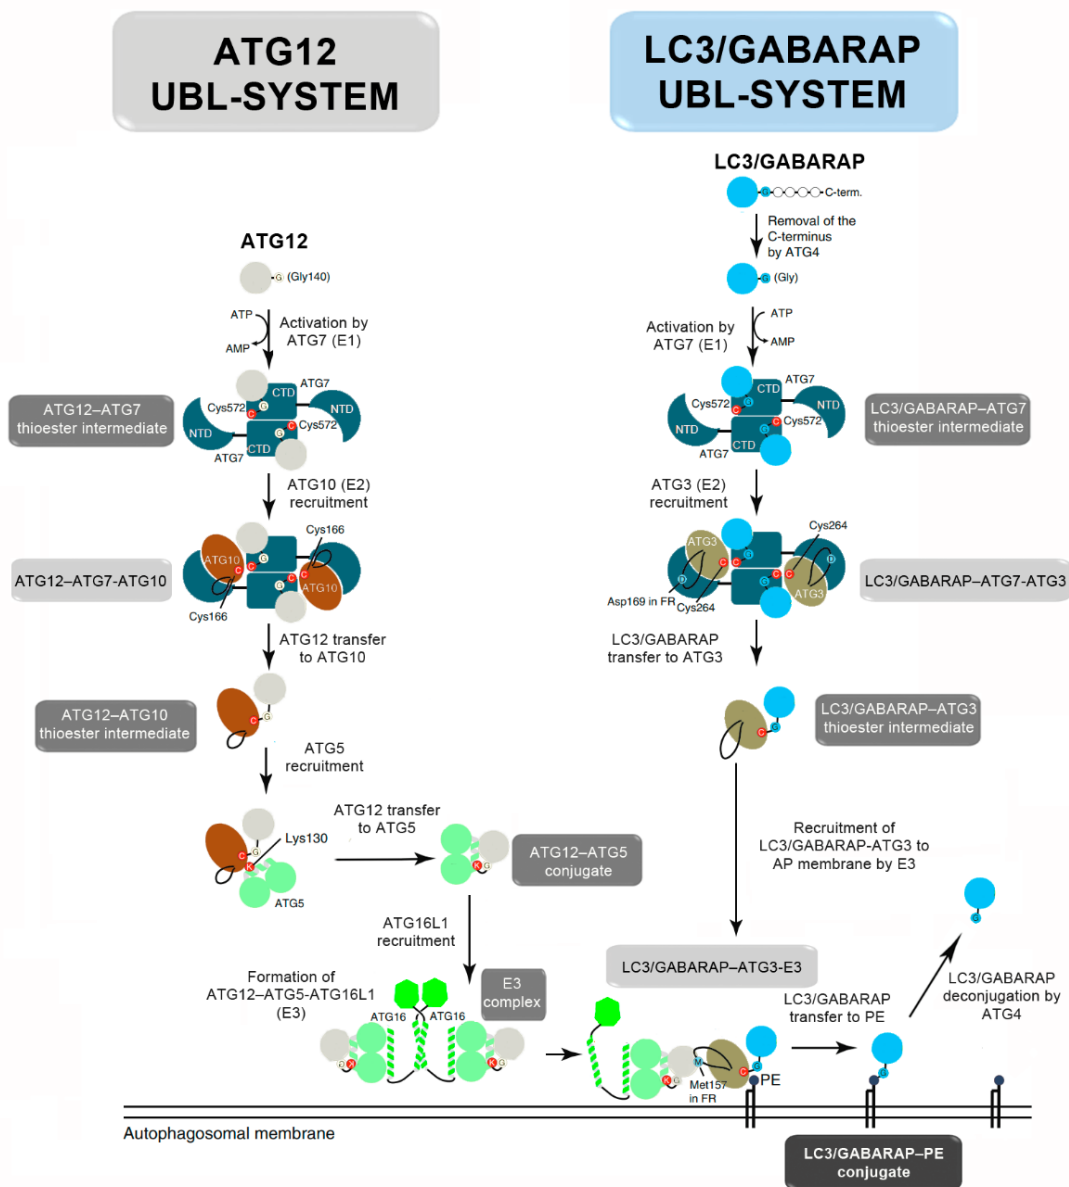 ATG12
UBL-SYSTEM
LC3/GABARAP
UBL-SYSTEM
LC3/GABARAP
G
C-term.
Removal of the
C-terminus
by ATG4
ATG12
G
(Gly140)
G
(Gly)
ATP
AMP
Activation by
ATG7 (E1)
Activation by
ATG7 (E1)
ATP
AMP
ATG12–ATG7
thioester intermediate
CTD
ATG7
NTD
Cys572
C
G
NTD
G
C
Cys572
CTD
ATG7
CTD
ATG7
NTD
Cys572
C
G
NTD
G
C
Cys572
CTD
ATG7
LC3/GABARAP–ATG7
thioester intermediate
ATG10 (E2)
recruitment
ATG3 (E2)
recruitment
ATG12–ATG7-ATG10
Cys166
ATG10
C
C
G
G
C
C
ATG10
Cys166
Cys264
ATG3
C
C
G
D
D
G
C
C
ATG3
Asp169 in FR
Cys264
LC3/GABARAP–ATG7-ATG3
ATG12 transfer
to ATG10
LC3/GABARAP
transfer to ATG3
ATG12–ATG10
thioester intermediate
C
G
C
G
LC3/GABARAP–ATG3
thioester intermediate
ATG5
recruitment
C
G
K
Lys130
ATG5
ATG12 transfer
to ATG5
K
G
ATG12–ATG5
conjugate
Recruitment of
LC3/GABARAP-ATG3 to
AP membrane by E3
G
ATG16L1
recruitment
Formation of
ATG12–ATG5-ATG16L1
(E3)
E3
complex
ATG16
ATG16
G
K
K
G
LC3/GABARAP–ATG3-E3
LC3/GABARAP
transfer to PE
LC3/GABARAP
deconjugation by
ATG4
K
G
M
Met157
in FR
C
G
PE
G
Autophagosomal membrane
LC3/GABARAP–PE
conjugate